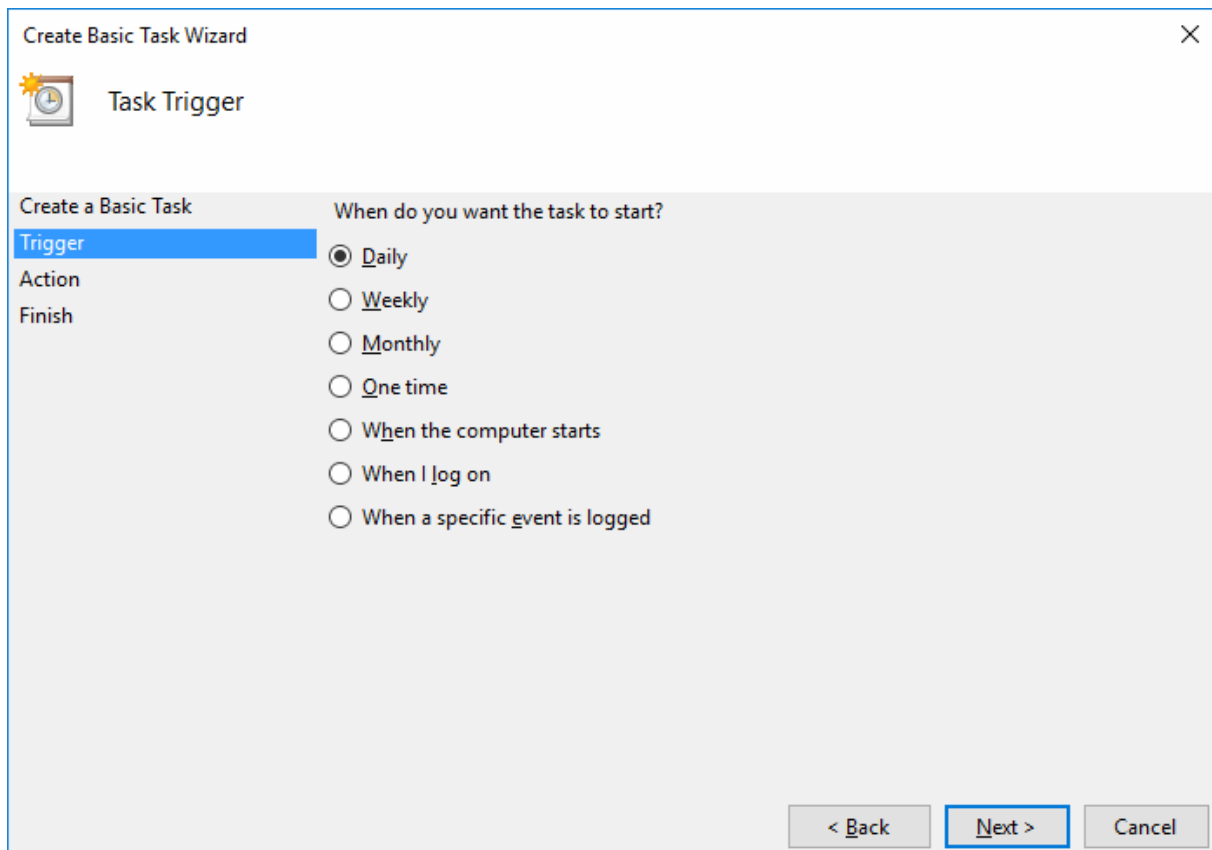 Create Basic Task Wizard
Task Trigger
Create a Basic Task
Trigger
Action
Finish
When do you want the task to start?
Daily
Weekly
Monthly
One time
When the computer starts
When I log on
When a specific event is logged
< Back
Next >
Cancel